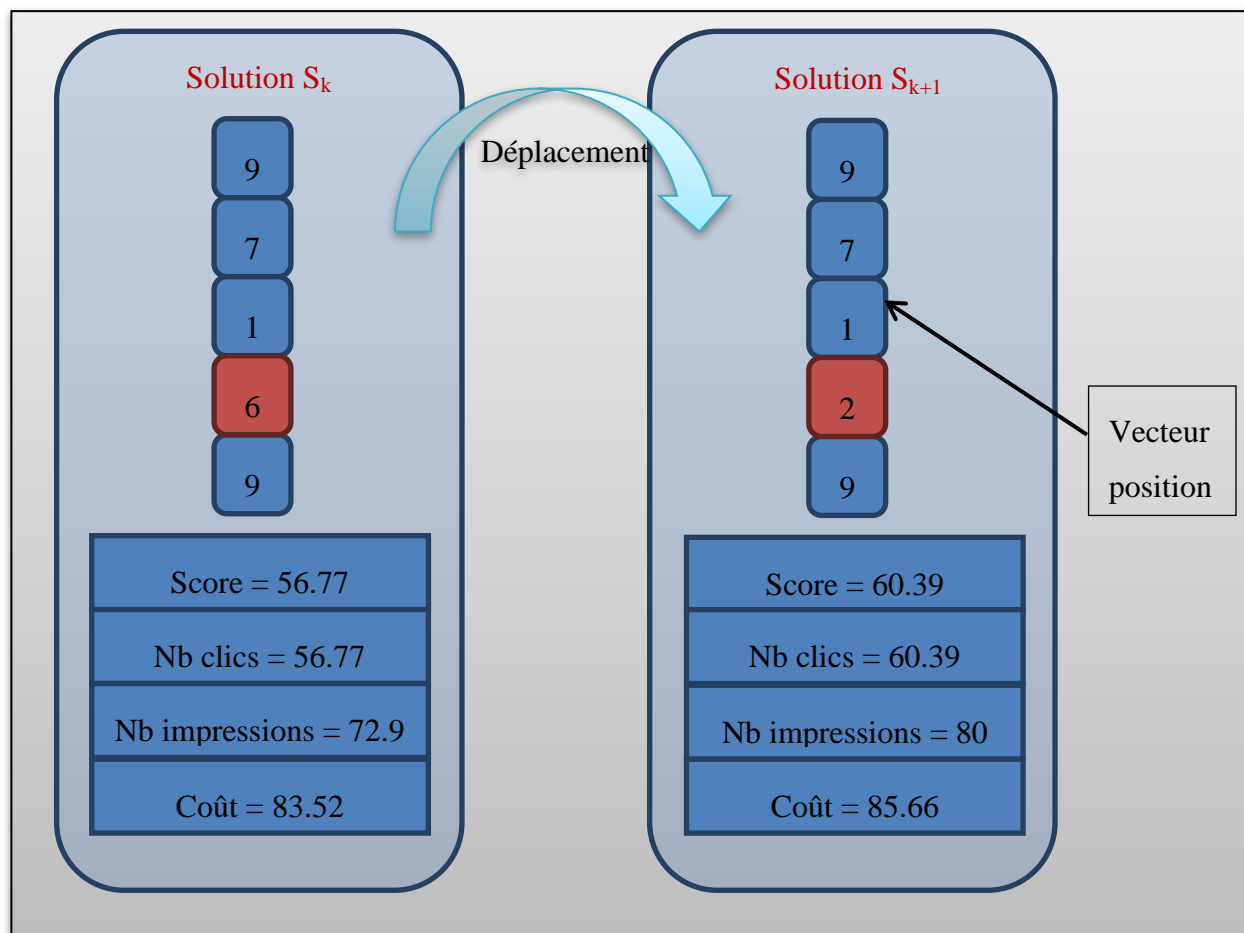 Solution Sk
9
7
1
6
9
Score = 56.77
Nb clics = 56.77
Nb impressions = 72.9
Coût = 83.52
Déplacement
Solution Sk+1
9
7
1
2
9
Score = 60.39
Nb clics = 60.39
Nb impressions = 80
Coût = 85.66
Vecteur
position